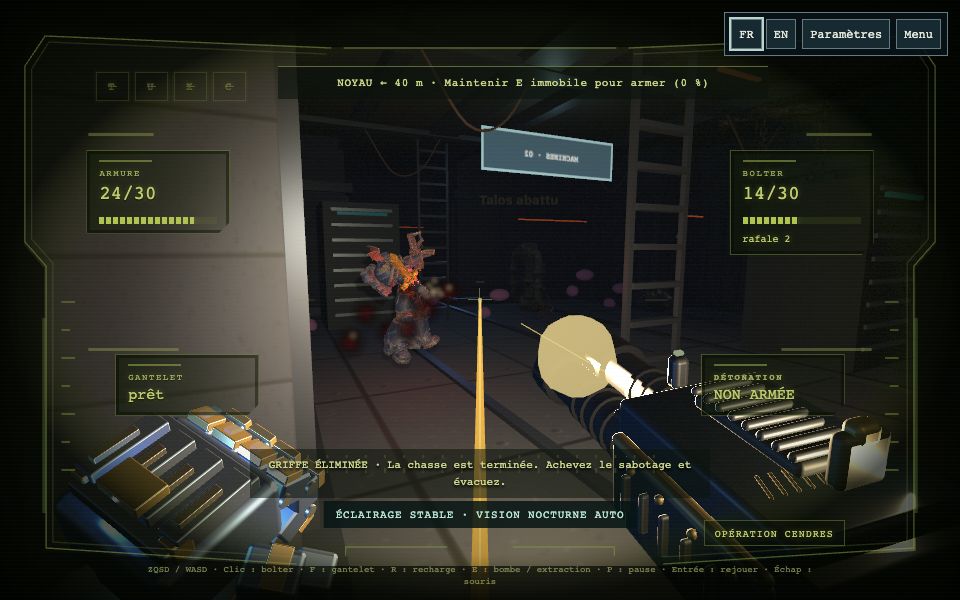 FR EN Paramètres Menu
NOYAU ← 40 m · Maintenir E immobile pour armer (0 %)
MACHINES · 02
ARMURE
24/30
BOLTER
14/30
rafale 2
Talos abattu
GANTELET
prêt
DÉTONATION
NON ARMÉE
GRIFFE ÉLIMINÉE · La chasse est terminée. Achevez le sabotage et
évacuez.
ÉCLAIRAGE STABLE · VISION NOCTURNE AUTO
OPÉRATION CENDRES
ZQSD / WASD · Clic : bolter · F : gantelet · R : recharge · E : bombe / extraction · P : pause · Entrée : rejouer · Échap :
souris